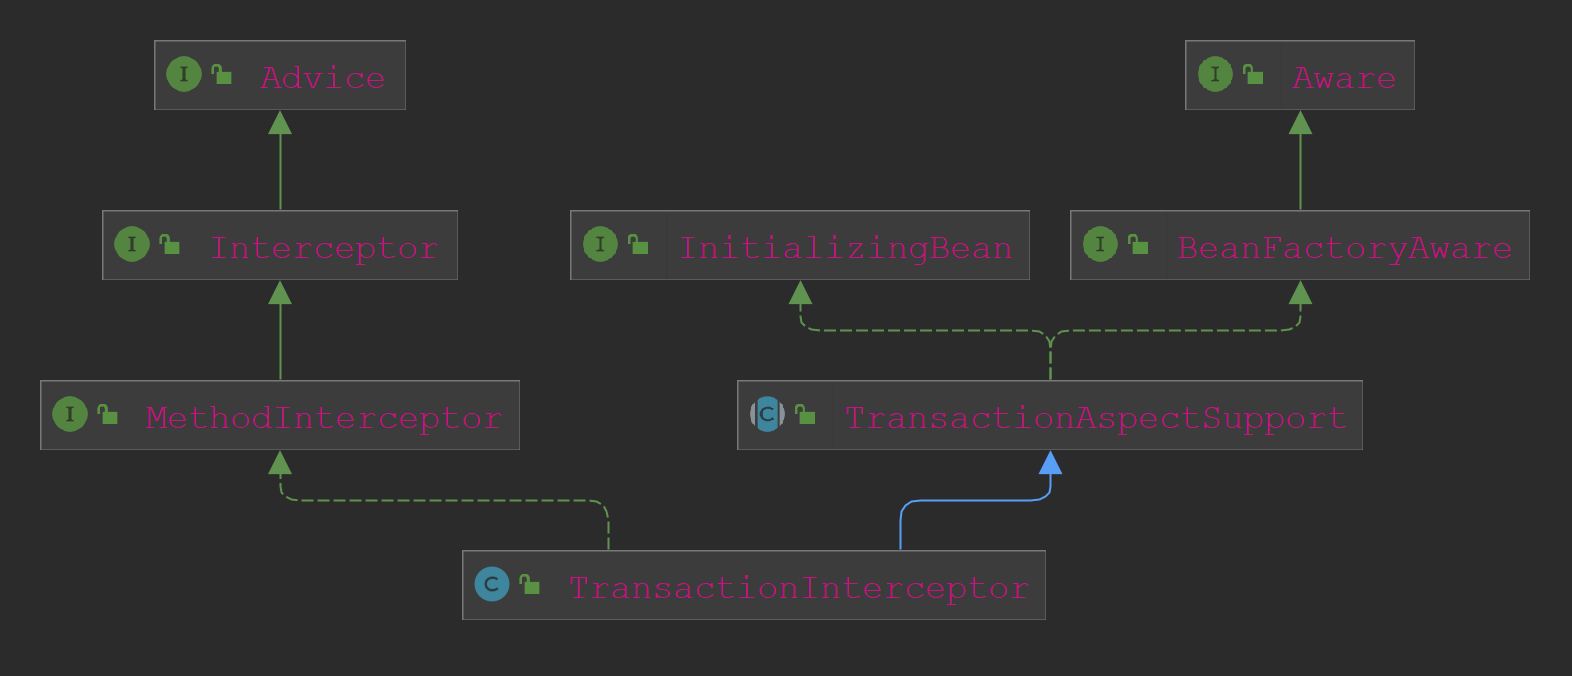 I Advice
I Aware
I Interceptor
I InitializingBean
I BeanFactoryAware
I MethodInterceptor
C TransactionAspectSupport
C TransactionInterceptor